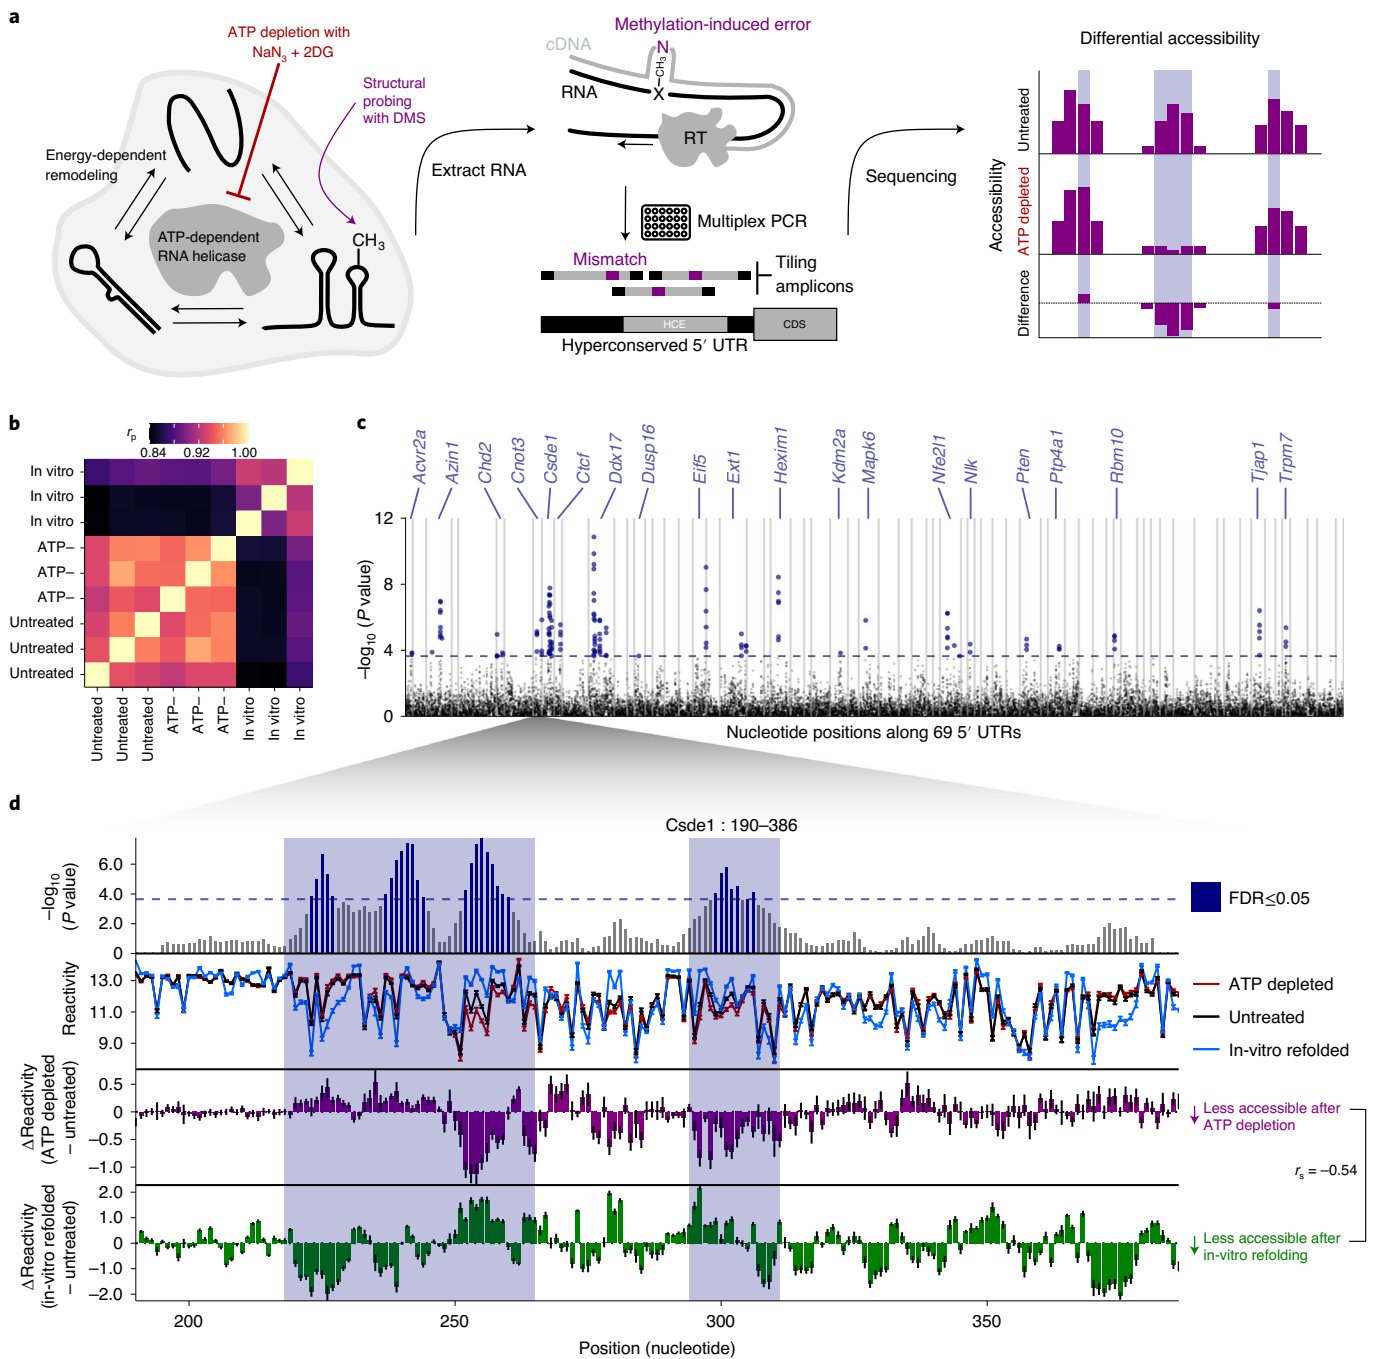 a
ATP depletion with
NaN3 + 2DG
Structural
probing
with DMS
Energy-dependent
remodeling
ATP-dependent
RNA helicase
CH3
Extract RNA
Methylation-induced error
cDNA
N
CH3
X
RNA
RT
Multiplex PCR
Mismatch
Tiling
amplicons
HCE
CDS
Hyperconserved 5′ UTR
Sequencing
Differential accessibility
Accessibility
Untreated
ATP depleted
Difference
b
rp
0.84 0.92 1.00
In vitro
In vitro
In vitro
ATP–
ATP–
ATP–
Untreated
Untreated
Untreated
Untreated
Untreated
Untreated
ATP–
ATP–
ATP–
In vitro
In vitro
In vitro
c
Acvr2a
Azin1
Chd2
Cnot3
Csde1
Ctcf
Ddx17
Dusp16
Eif5
Ext1
Hexim1
Kdm2a
Mapk6
Nfe2l1
Nlk
Pten
Ptp4a1
Rbm10
Tjap1
Trpm7
–log10 (P value)
12
8
4
0
Nucleotide positions along 69 5′ UTRs
d
Csde1 : 190–386
–log10
(P value)
6.0
4.0
2.0
0
FDR≤0.05
Reactivity
13.0
11.0
9.0
ATP depleted
Untreated
In-vitro refolded
Δ Reactivity
(ATP depleted
– untreated)
0.5
0
–0.5
–1.0
Less accessible after
ATP depletion
rs = –0.54
Δ Reactivity
(in-vitro refolded
– untreated)
2.0
1.0
0
–1.0
–2.0
Less accessible after
in-vitro refolding
200 250 300 350
Position (nucleotide)